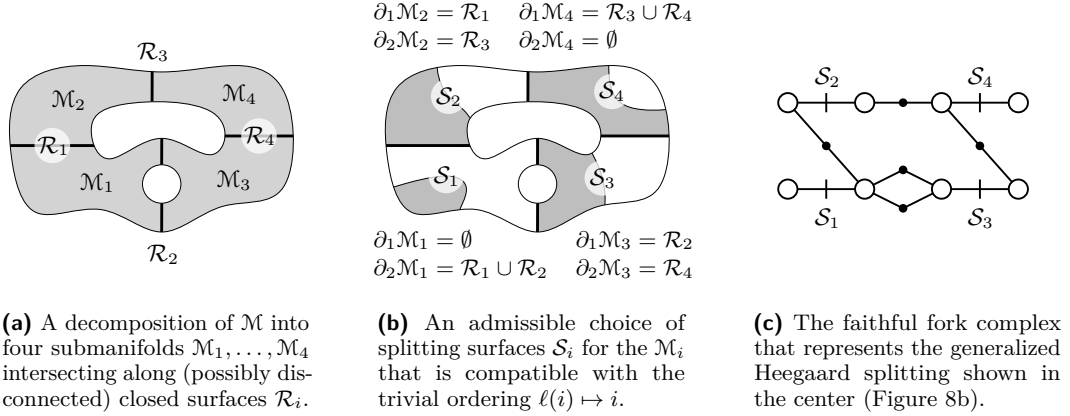 ℛ₃
ℳ₂
ℳ₄
ℛ₁
ℛ₄
ℳ₁
ℳ₃
ℛ₂
∂₁ℳ₂ = ℛ₁ ∂₁ℳ₄ = ℛ₃ ∪ ℛ₄
∂₂ℳ₂ = ℛ₃ ∂₂ℳ₄ = ∅
𝒮₂
𝒮₄
𝒮₁
𝒮₃
∂₁ℳ₁ = ∅ ∂₁ℳ₃ = ℛ₂
∂₂ℳ₁ = ℛ₁ ∪ ℛ₂ ∂₂ℳ₃ = ℛ₄
𝒮₂
𝒮₄
𝒮₁
𝒮₃
(a) A decomposition of ℳ into
four submanifolds ℳ₁, . . . , ℳ₄
intersecting along (possibly dis-
connected) closed surfaces ℛᵢ.
(b) An admissible choice of
splitting surfaces 𝒮ᵢ for the ℳᵢ
that is compatible with the
trivial ordering ℓ(i) ↦ i.
(c) The faithful fork complex
that represents the generalized
Heegaard splitting shown in
the center (Figure 8b).